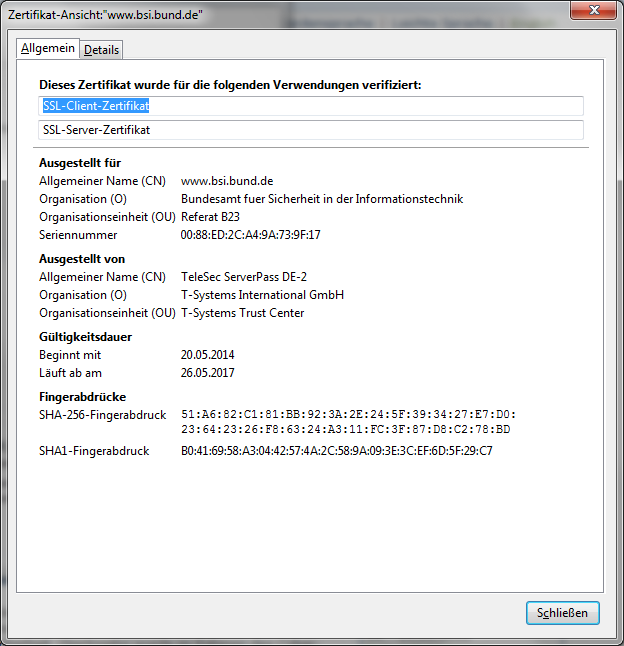 Zertifikat-Ansicht:"www.bsi.bund.de"
Allgemein Details
Dieses Zertifikat wurde für die folgenden Verwendungen verifiziert:
SSL-Client-Zertifikat
SSL-Server-Zertifikat
Ausgestellt für
Allgemeiner Name (CN) www.bsi.bund.de
Organisation (O) Bundesamt fuer Sicherheit in der Informationstechnik
Organisationseinheit (OU) Referat B23
Seriennummer 00:88:ED:2C:A4:9A:73:9F:17
Ausgestellt von
Allgemeiner Name (CN) TeleSec ServerPass DE-2
Organisation (O) T-Systems International GmbH
Organisationseinheit (OU) T-Systems Trust Center
Gültigkeitsdauer
Beginnt mit 20.05.2014
Läuft ab am 26.05.2017
Fingerabdrücke
SHA-256-Fingerabdruck 51:A6:82:C1:81:BB:92:3A:2E:24:5F:39:34:27:E7:D0:
23:64:23:26:F8:63:24:A3:11:FC:3F:87:D8:C2:78:BD
SHA1-Fingerabdruck B0:41:69:58:A3:04:42:57:4A:2C:58:9A:09:3E:3C:EF:6D:5F:29:C7
Schließen